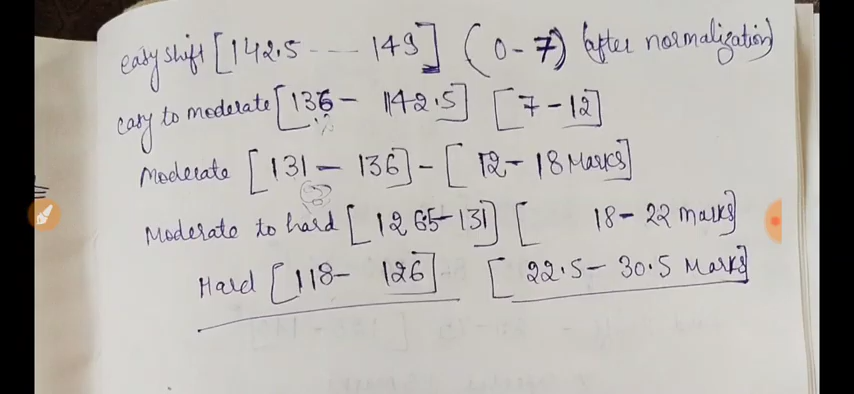 easy shift [142.5 --- 149] (0-7) (after normalization)
easy to moderate [136 - 142.5] [7-12]
Moderate [131 - 136] - [12-18 Marks]
Moderate to hard [126.5-131] [ 18-22 marks]
Hard [118- 126] [22.5-30.5 Marks]